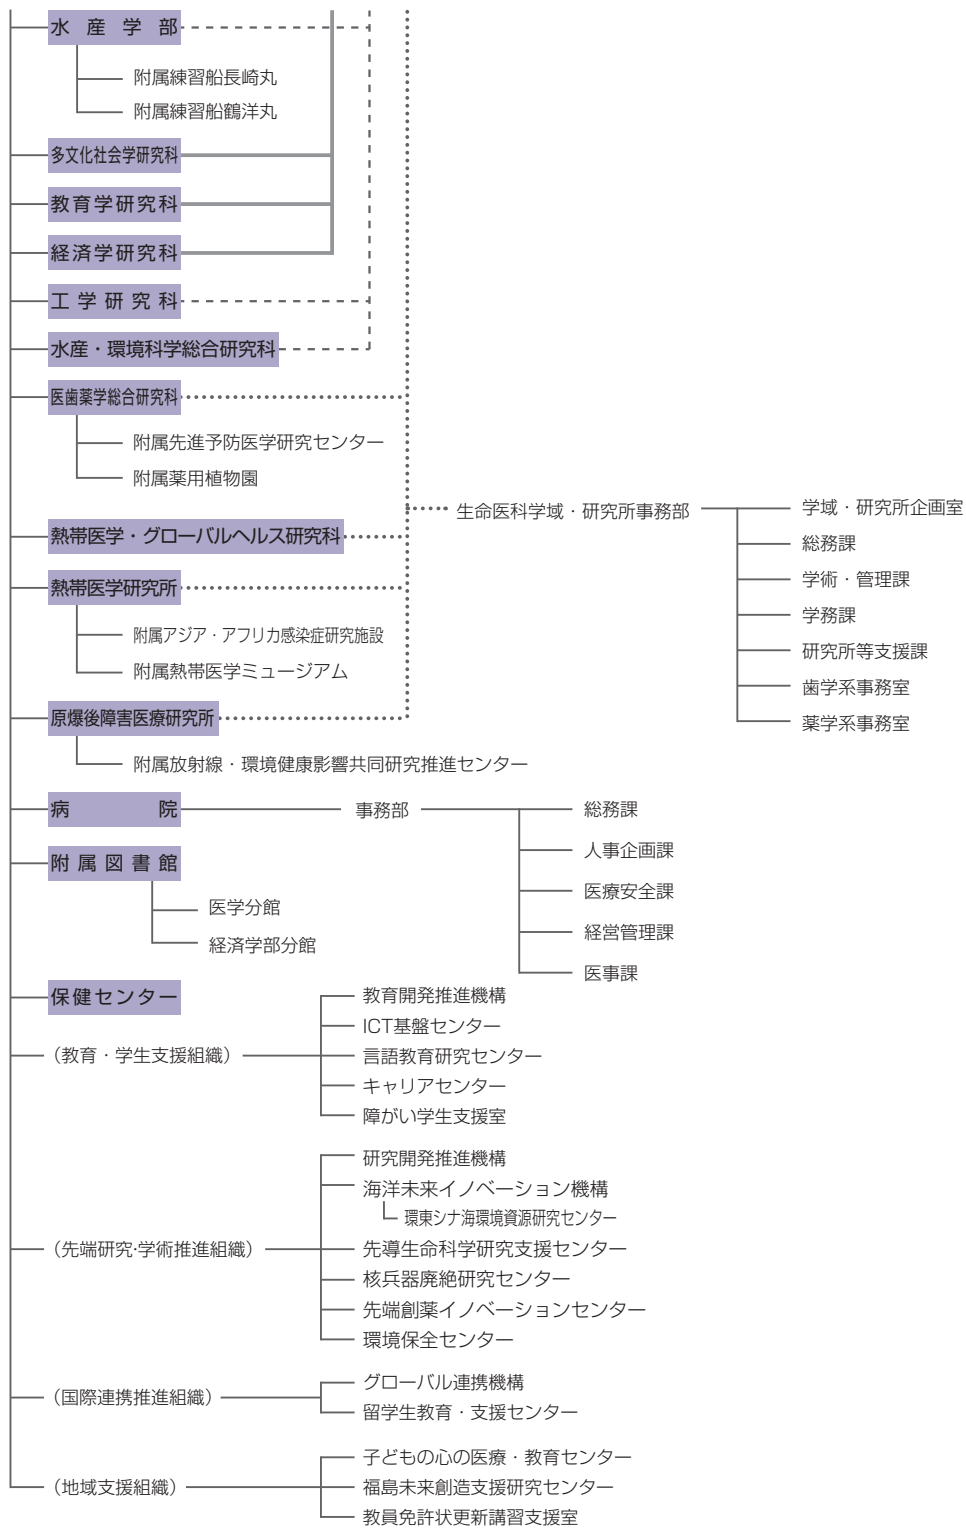 水産学部
附属練習船長崎丸
附属練習船鶴洋丸
多文化社会学研究科
教育学研究科
経済学研究科
工学研究科
水産・環境科学総合研究科
医歯薬学総合研究科
附属先進予防医学研究センター
附属薬用植物園
生命医科学域・研究所事務部
学域・研究所企画室
総務課
学術・管理課
学務課
研究所等支援課
歯学系事務室
薬学系事務室
熱帯医学・グローバルヘルス研究科
熱帯医学研究所
附属アジア・アフリカ感染症研究施設
附属熱帯医学ミュージアム
原爆後障害医療研究所
附属放射線・環境健康影響共同研究推進センター
病院
事務部
総務課
人事企画課
医療安全課
経営管理課
医事課
附属図書館
医学分館
経済学部分館
保健センター
（教育・学生支援組織）
教育開発推進機構
ICT基盤センター
言語教育研究センター
キャリアセンター
障がい学生支援室
（先端研究・学術推進組織）
研究開発推進機構
海洋未来イノベーション機構
環東シナ海環境資源研究センター
先導生命科学研究支援センター
核兵器廃絶研究センター
先端創薬イノベーションセンター
環境保全センター
（国際連携推進組織）
グローバル連携機構
留学生教育・支援センター
（地域支援組織）
子どもの心の医療・教育センター
福島未来創造支援研究センター
教員免許状更新講習支援室